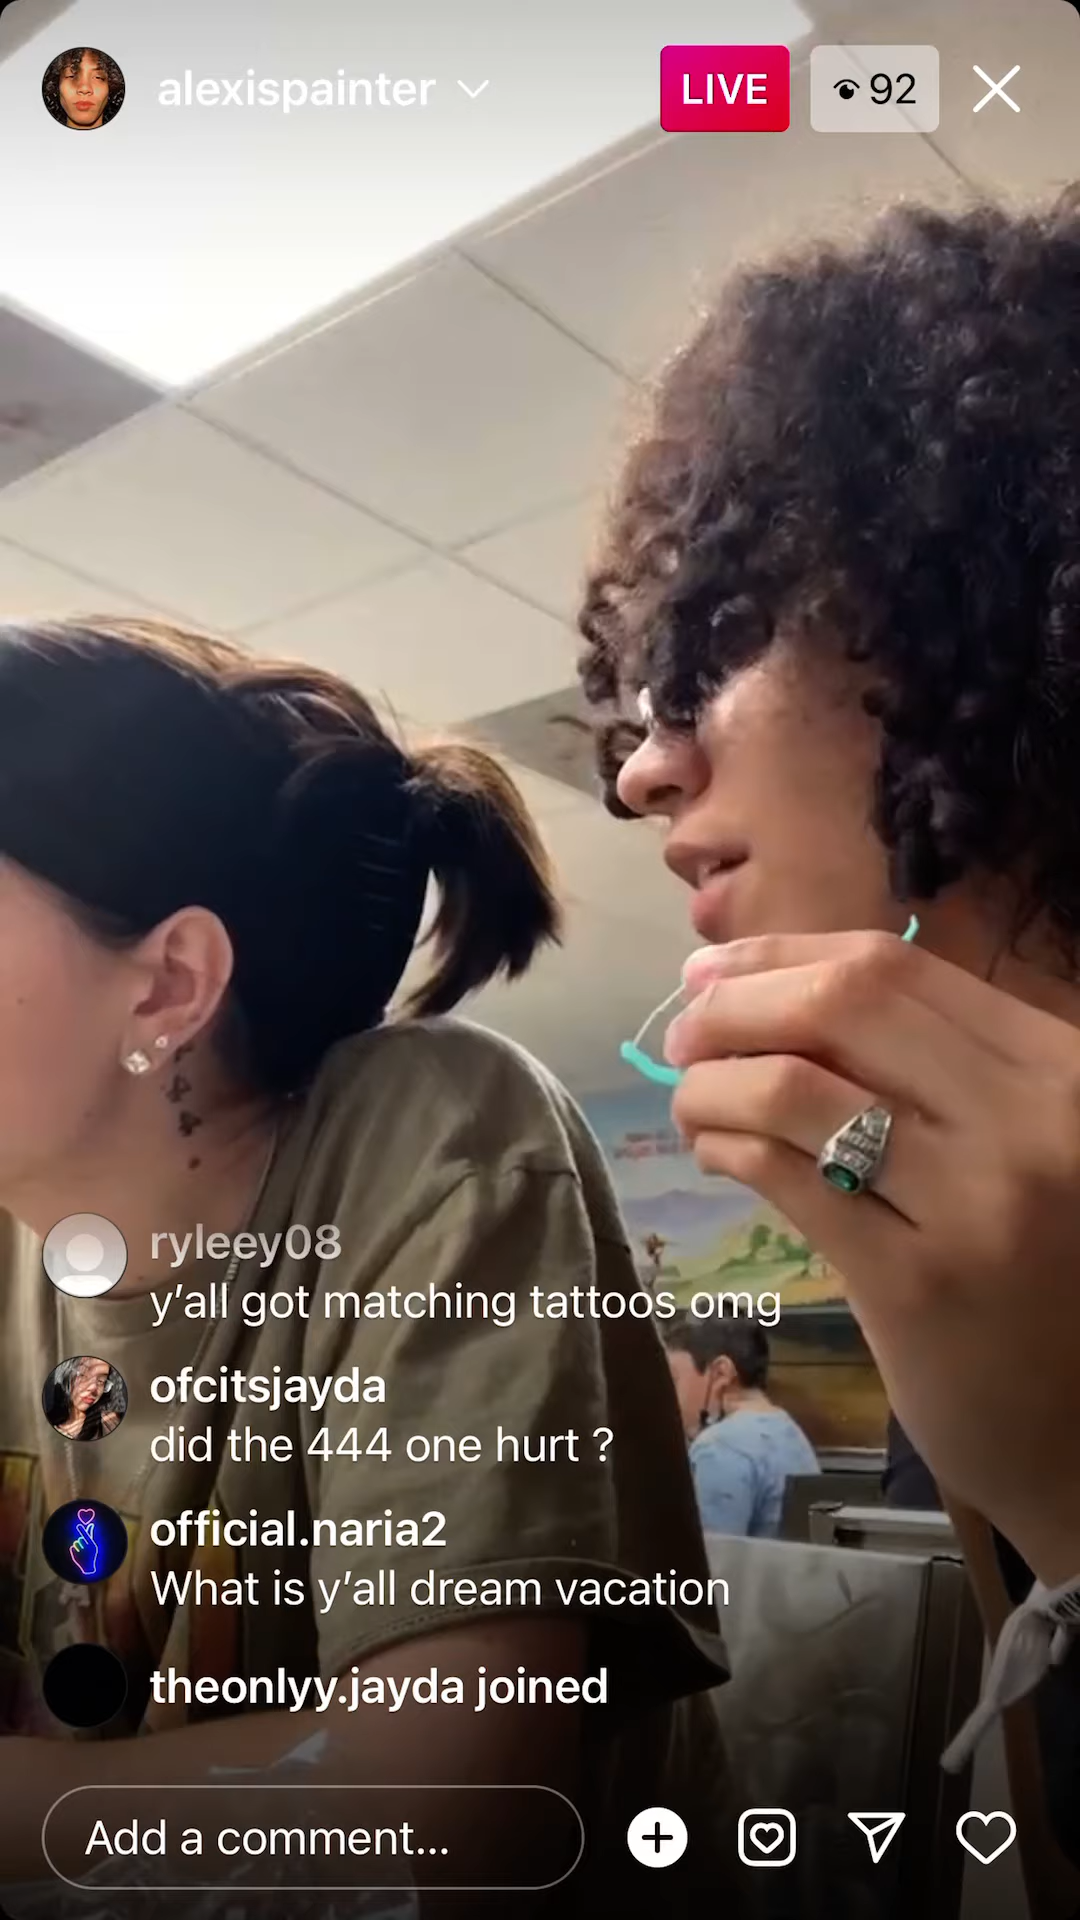 alexispainter
LIVE
92
ryleey08
y’all got matching tattoos omg
ofcitsjayda
did the 444 one hurt ?
official.naria2
What is y’all dream vacation
theonlyy.jayda joined
Add a comment...